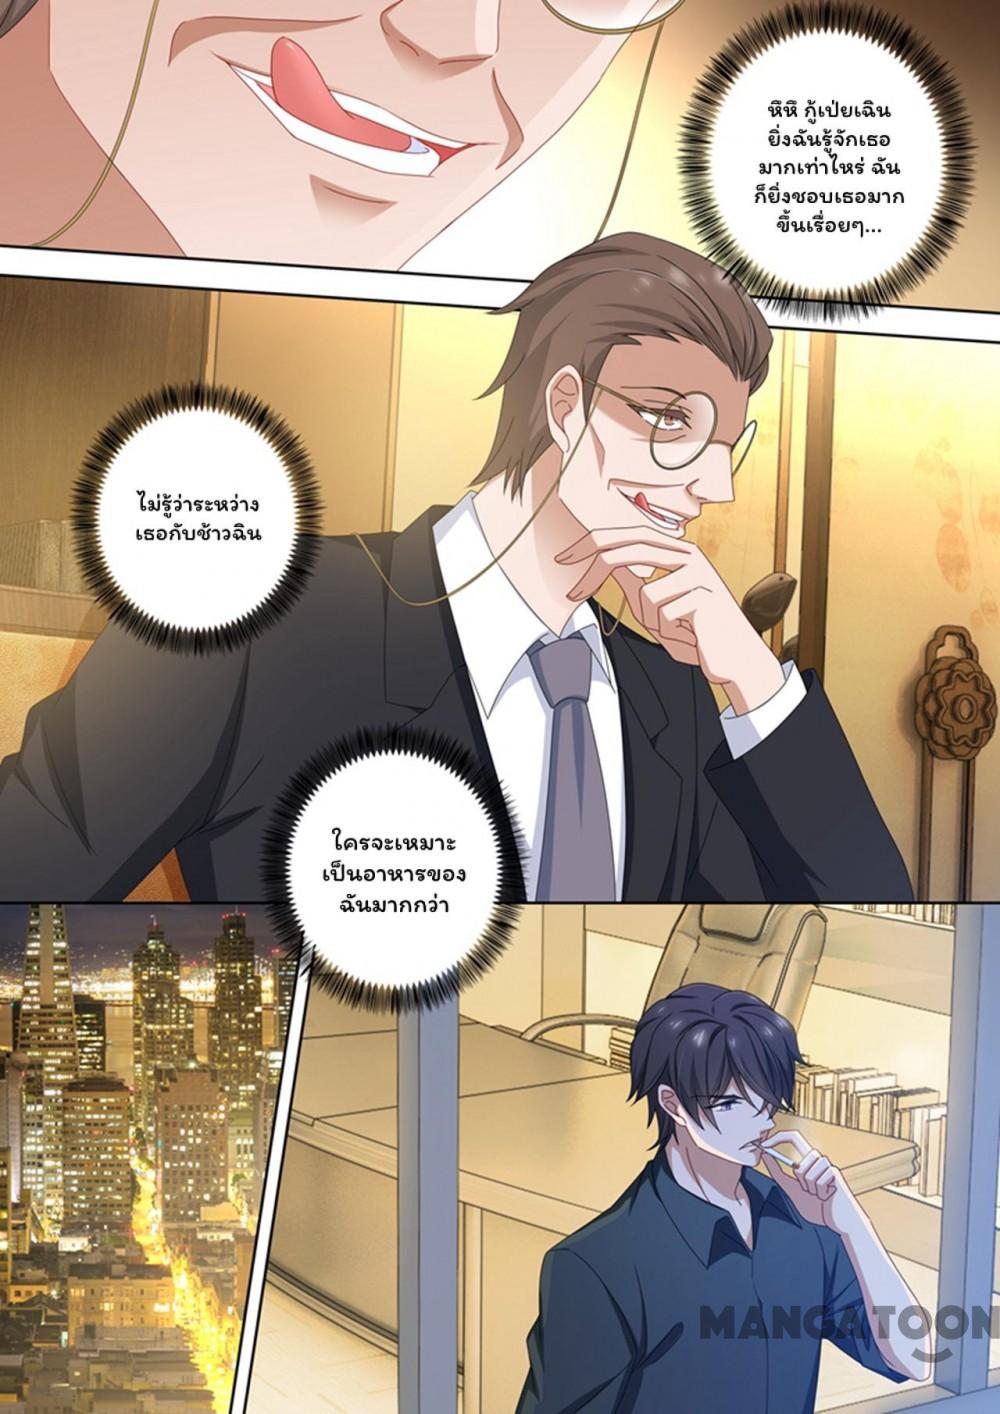 หึหึ กู้เปยเฉิน
ยิ่งฉันรู้จักเธอ
มากเท่าไหร่ ฉัน
ก็ยิ่งชอบเธอมาก
ขึ้นเรื่อยๆ...
ไม่รู้ว่าระหว่าง
เธอกับช้าวฉิน
ใครจะเหมาะ
เป็นอาหารของ
ฉันมากกว่า
MANGATOON